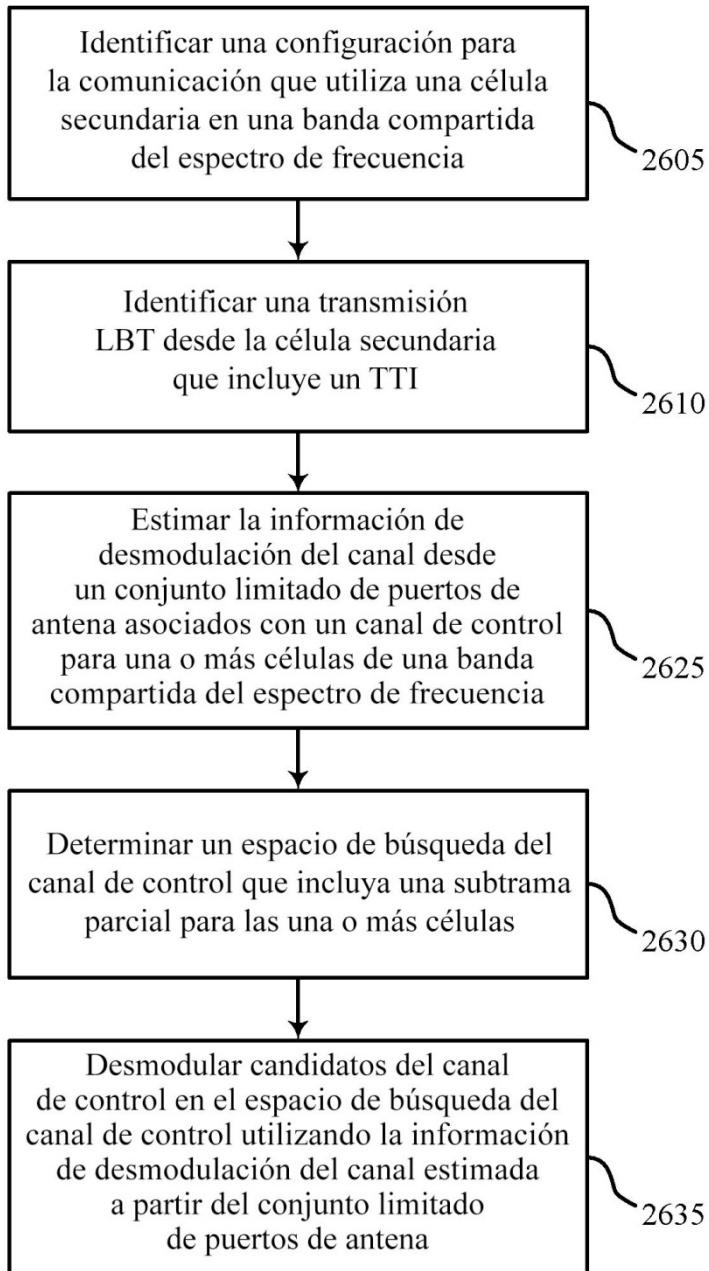 Identificar una configuración para
la comunicación que utiliza una célula
secundaria en una banda compartida
del espectro de frecuencia
2605
Identificar una transmisión
LBT desde la célula secundaria
que incluye un TTI
2610
Estimar la información de
desmodulación del canal desde
un conjunto limitado de puertos de
antena asociados con un canal de control
para una o más células de una banda
compartida del espectro de frecuencia
2625
Determinar un espacio de búsqueda del
canal de control que incluya una subtrama
parcial para las una o más células
2630
Desmodular candidatos del canal
de control en el espacio de búsqueda del
canal de control utilizando la información
de desmodulación del canal estimada
a partir del conjunto limitado
de puertos de antena
2635